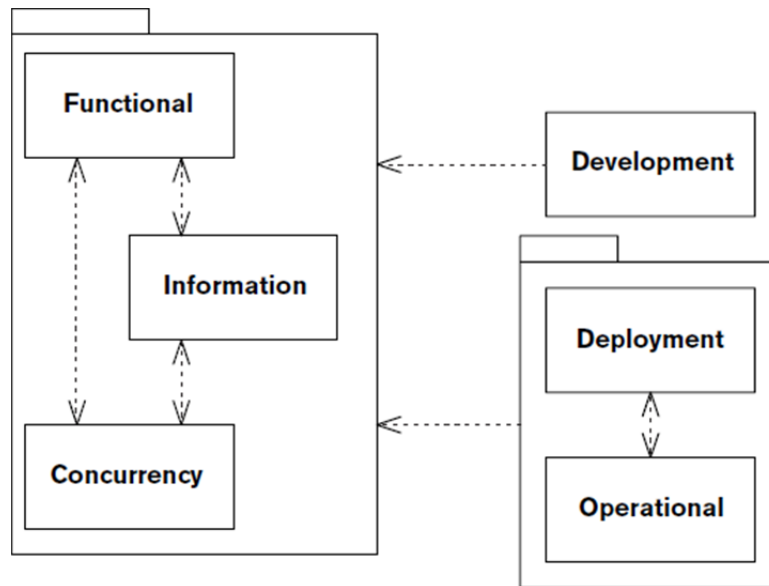 Functional
Development
Information
Deployment
Concurrency
Operational